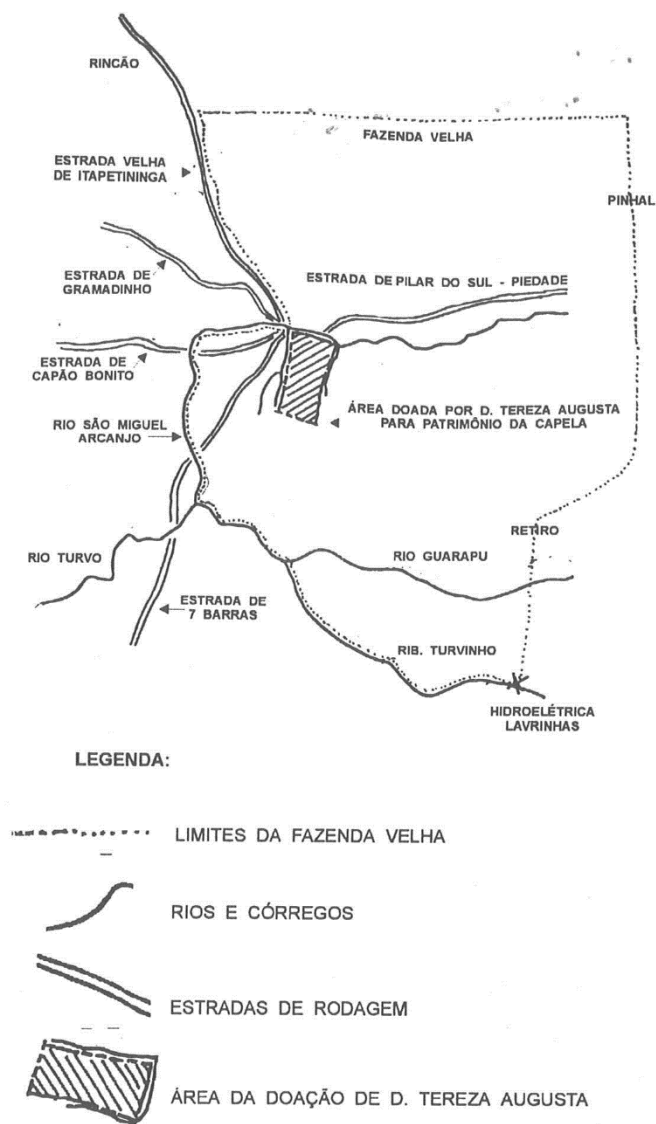 RINCÃO
FAZENDA VELHA
ESTRADA VELHA
DE ITAPETININGA
PINHAL
ESTRADA DE
GRAMADINHO
ESTRADA DE PILAR DO SUL - PIEDADE
ESTRADA DE
CAPÃO BONITO
ÁREA DOADA POR D. TEREZA AUGUSTA
PARA PATRIMÔNIO DA CAPELA
RIO SÃO MIGUEL
ARCANJO
RETIRO
RIO TURVO
RIO GUARAPU
ESTRADA DE
7 BARRAS
RIB. TURVINHO
HIDROELÉTRICA
LAVRINHAS
LEGENDA:
LIMITES DA FAZENDA VELHA
RIOS E CÓRREGOS
ESTRADAS DE RODAGEM
ÁREA DA DOAÇÃO DE D. TEREZA AUGUSTA